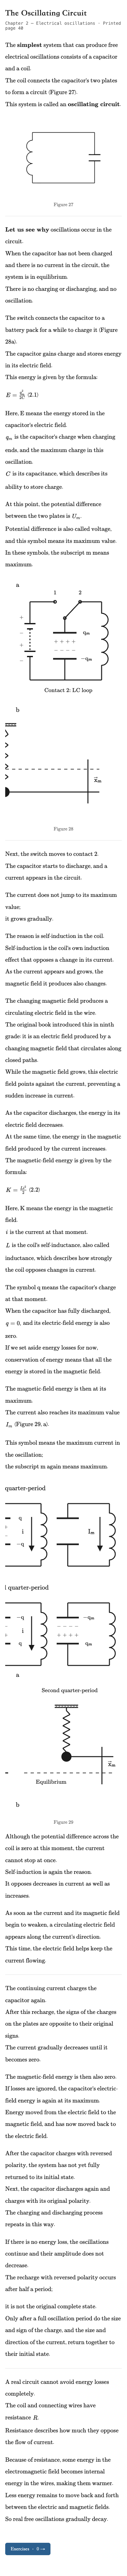 The Oscillating Circuit
Chapter 2 — Electrical oscillations · Printed
page 40
The simplest system that can produce free
electrical oscillations consists of a capacitor
and a coil.
The coil connects the capacitor's two plates
to form a circuit (Figure 27).
This system is called an oscillating circuit.
Figure 27
Let us see why oscillations occur in the
circuit.
When the capacitor has not been charged
and there is no current in the circuit, the
system is in equilibrium.
There is no charging or discharging, and no
oscillation.
The switch connects the capacitor to a
battery pack for a while to charge it (Figure
28a).
The capacitor gains charge and stores energy
in its electric field.
This energy is given by the formula:
(2.1)
Here, E means the energy stored in the
capacitor's electric field.
qₘ is the capacitor's charge when charging
ends, and the maximum charge in this
oscillation.
C is its capacitance, which describes its
ability to store charge.
At this point, the potential difference
between the two plates is Uₘ.
Potential difference is also called voltage,
and this symbol means its maximum value.
In these symbols, the subscript m means
maximum.
a
1 2
+ qₘ
− + + + +
+ − − − −
− −qₘ
Contact 2: LC loop
b
x⃗ₘ
Figure 28
Next, the switch moves to contact 2.
The capacitor starts to discharge, and a
current appears in the circuit.
The current does not jump to its maximum
value;
it grows gradually.
The reason is self-induction in the coil.
Self-induction is the coil's own induction
effect that opposes a change in its current.
As the current appears and grows, the
magnetic field it produces also changes.
The changing magnetic field produces a
circulating electric field in the wire.
The original book introduced this in ninth
grade; it is an electric field produced by a
changing magnetic field that circulates along
closed paths.
While the magnetic field grows, this electric
field points against the current, preventing a
sudden increase in current.
As the capacitor discharges, the energy in its
electric field decreases.
At the same time, the energy in the magnetic
field produced by the current increases.
The magnetic-field energy is given by the
formula:
(2.2)
Here, K means the energy in the magnetic
field.
i is the current at that moment.
L is the coil's self-inductance, also called
inductance, which describes how strongly
the coil opposes changes in current.
The symbol q means the capacitor's charge
at that moment.
When the capacitor has fully discharged,
q = 0, and its electric-field energy is also
zero.
If we set aside energy losses for now,
conservation of energy means that all the
energy is stored in the magnetic field.
The magnetic-field energy is then at its
maximum.
The current also reaches its maximum value
Iₘ (Figure 29, a).
This symbol means the maximum current in
the oscillation;
the subscript m again means maximum.
quarter-period
q
i Iₘ
−q
quarter-period
−q −qₘ
i
q qₘ
a
Second quarter-period
x⃗ₘ
Equilibrium
b
Figure 29
Although the potential difference across the
coil is zero at this moment, the current
cannot stop at once.
Self-induction is again the reason.
It opposes decreases in current as well as
increases.
As soon as the current and its magnetic field
begin to weaken, a circulating electric field
appears along the current's direction.
This time, the electric field helps keep the
current flowing.
The continuing current charges the
capacitor again.
After this recharge, the signs of the charges
on the plates are opposite to their original
signs.
The current gradually decreases until it
becomes zero.
The magnetic-field energy is then also zero.
If losses are ignored, the capacitor's electric-
field energy is again at its maximum.
Energy moved from the electric field to the
magnetic field, and has now moved back to
the electric field.
After the capacitor charges with reversed
polarity, the system has not yet fully
returned to its initial state.
Next, the capacitor discharges again and
charges with its original polarity.
The charging and discharging process
repeats in this way.
If there is no energy loss, the oscillations
continue and their amplitude does not
decrease.
The recharge with reversed polarity occurs
after half a period;
it is not the original complete state.
Only after a full oscillation period do the size
and sign of the charge, and the size and
direction of the current, return together to
their initial state.
A real circuit cannot avoid energy losses
completely.
The coil and connecting wires have
resistance R.
Resistance describes how much they oppose
the flow of current.
Because of resistance, some energy in the
electromagnetic field becomes internal
energy in the wires, making them warmer.
Less energy remains to move back and forth
between the electric and magnetic fields.
So real free oscillations gradually decay.